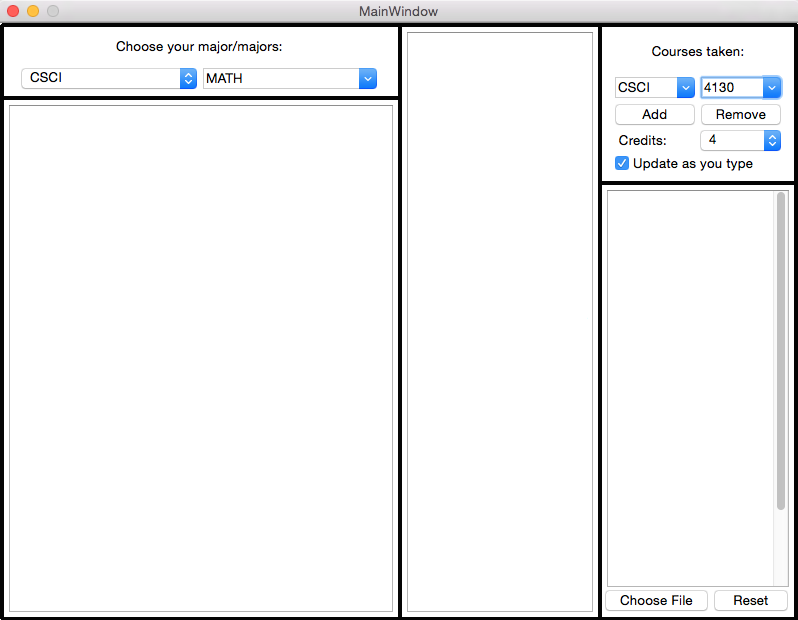 MainWindow
Choose your major/majors:
CSCI MATH
Courses taken:
CSCI 4130
Add Remove
Credits: 4
Update as you type
Choose File Reset